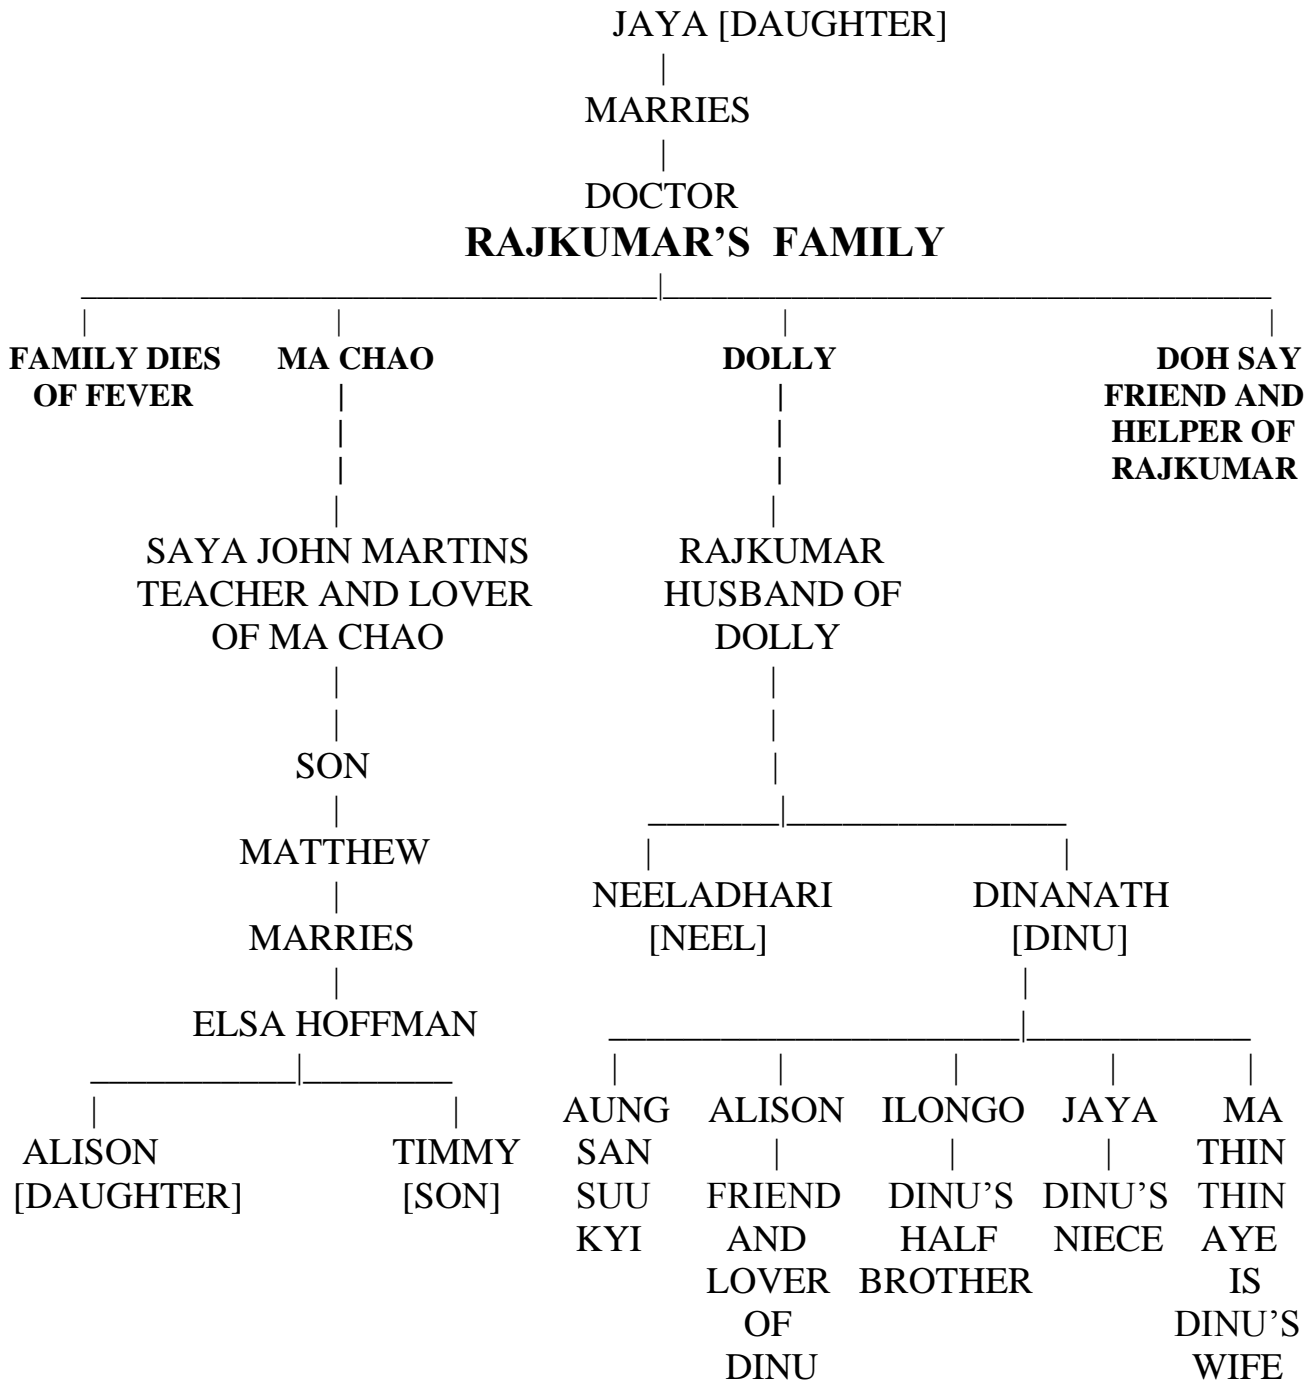 JAYA [DAUGHTER]
MARRIES
DOCTOR
RAJKUMAR'S FAMILY
FAMILY DIES MA CHAO DOLLY DOH SAY
OF FEVER FRIEND AND
HELPER OF
RAJKUMAR
SAYA JOHN MARTINS RAJKUMAR
TEACHER AND LOVER HUSBAND OF
OF MA CHAO DOLLY
SON
MATTHEW
NEELADHARI DINANATH
MARRIES [NEEL] [DINU]
ELSA HOFFMAN
AUNG ALISON ILONGO JAYA MA
ALISON TIMMY SAN THIN
[DAUGHTER] [SON] SUU FRIEND DINU'S DINU'S THIN
KYI AND HALF NIECE AYE
LOVER BROTHER IS
OF DINU'S
DINU WIFE